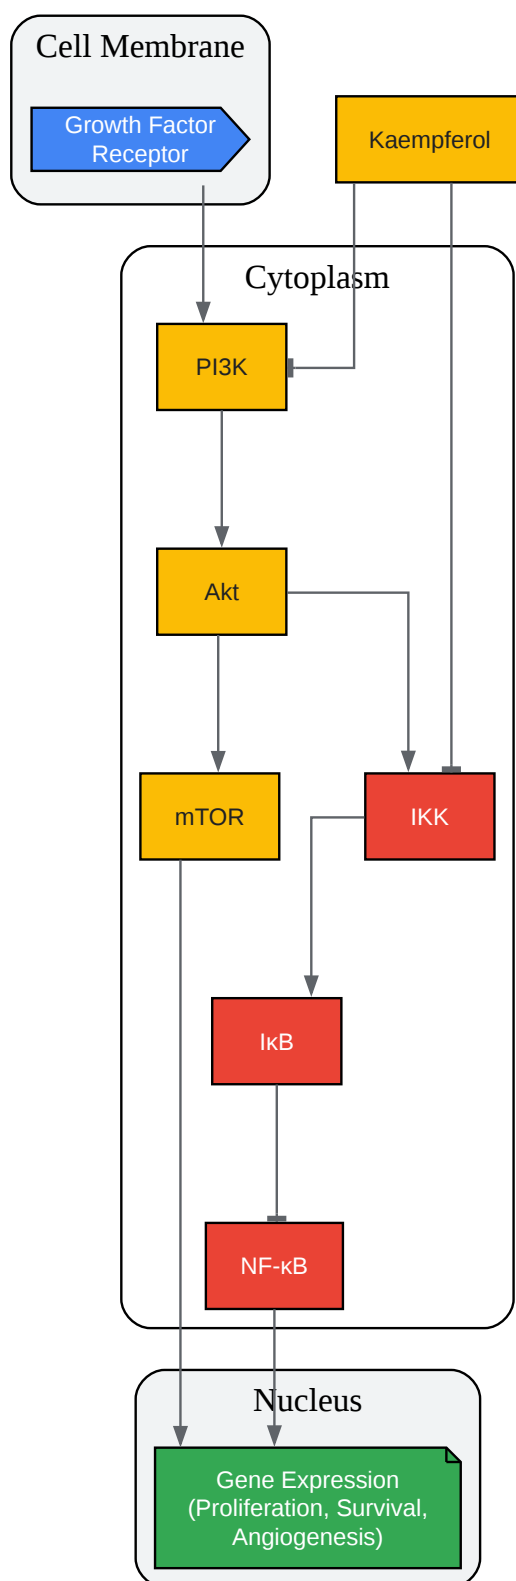 Cell Membrane
Growth Factor
Receptor
Kaempferol
Cytoplasm
PI3K
Akt
mTOR
IKK
IκB
NF-κB
Nucleus
Gene Expression
(Proliferation, Survival,
Angiogenesis)